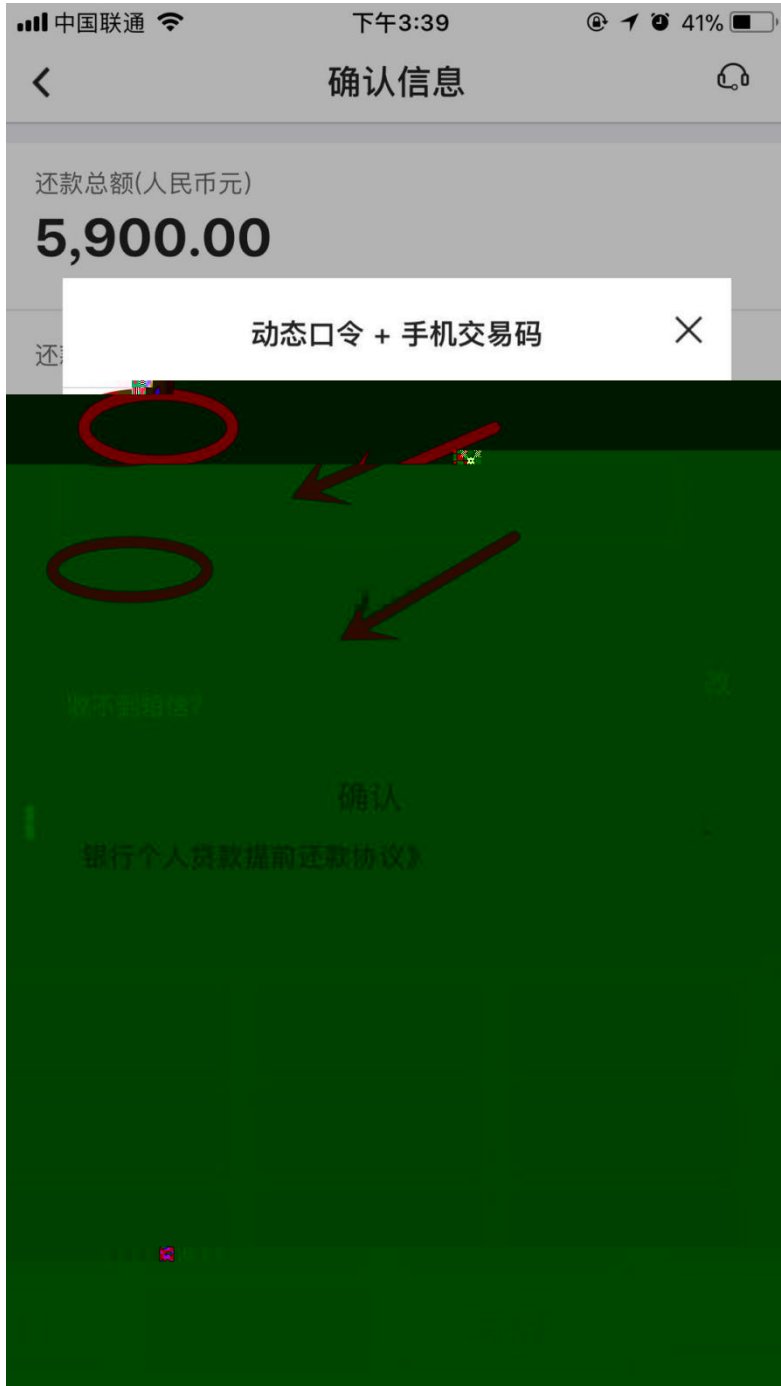 中国联通 下午3:39 41%
确认信息
还款总额(人民币元)
5,900.00
动态口令 + 手机交易码
还
收不到短信?
改
确认
银行个人贷款提前还款协议》